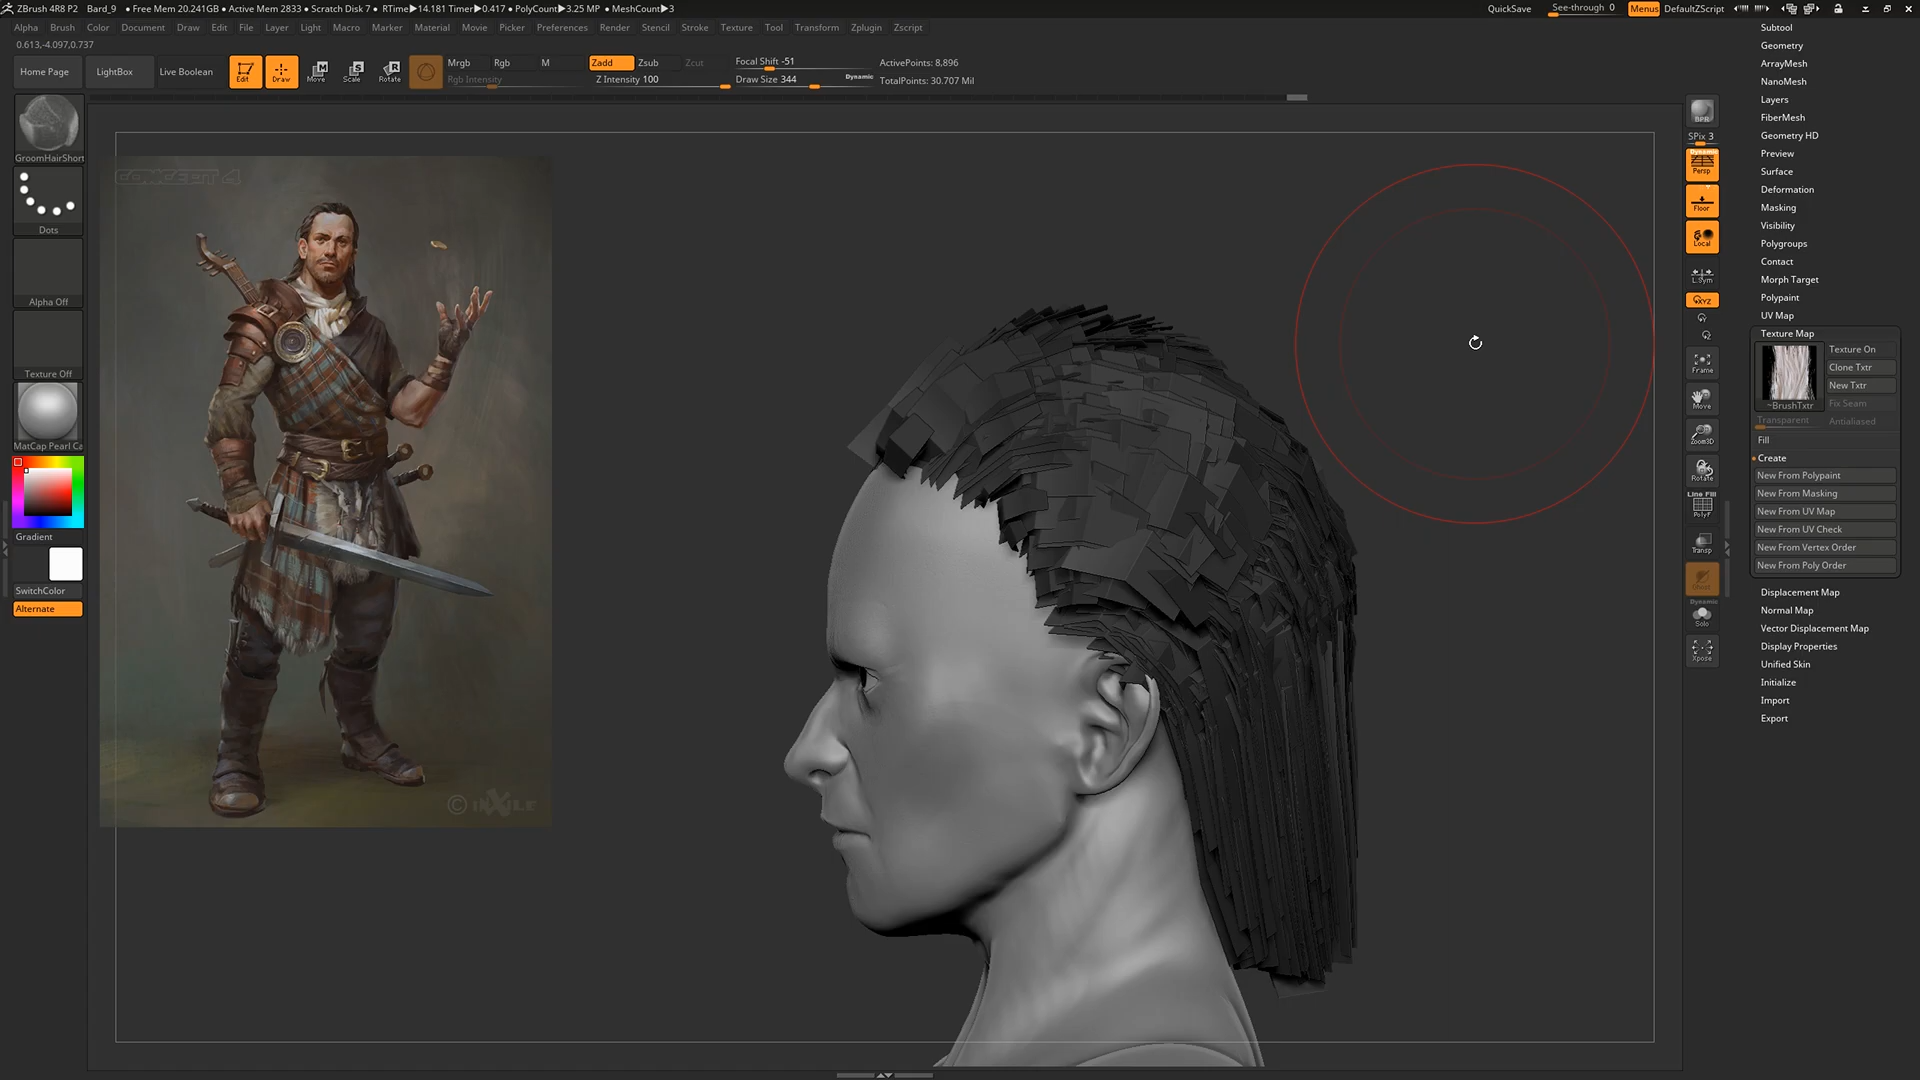 ZBrush 4R8 P2 Bard_9 • Free Mem 20.241GB • Active Mem 2833 • Scratch Disk 7 • RTime▶14.181 Timer▶0.417 • PolyCount▶3.25 MP • MeshCount▶3 QuickSave See-through 0 Menus DefaultZScript
Alpha Brush Color Document Draw Edit File Layer Light Macro Marker Material Movie Picker Preferences Render Stencil Stroke Texture Tool Transform Zplugin Zscript
0.613,-4.097,0.737
Home Page LightBox Live Boolean Edit Draw Move Scale Rotate
Mrgb Rgb M Zadd Zsub Zcut Focal Shift -51 ActivePoints: 8,896
Rgb Intensity Z Intensity 100 Draw Size 344 Dynamic TotalPoints: 30.707 Mil
GroomHairShort
Dots
Alpha Off
Texture Off
MatCap Pearl Ca
Gradient
SwitchColor
Alternate
CONCEPT 4
© INXILE
BPR
SPix 3
Dynamic
Persp
Floor
Local
L.Sym
XYZ
Frame
Move
Zoom3D
Rotate
Line Fill
PolyF
Transp
Ghost
Dynamic
Solo
Xpose
Subtool
Geometry
ArrayMesh
NanoMesh
Layers
FiberMesh
Geometry HD
Preview
Surface
Deformation
Masking
Visibility
Polygroups
Contact
Morph Target
Polypaint
UV Map
Texture Map
Texture On
Clone Txtr
New Txtr
Fix Seam
~BrushTxtr
Transparent Antialiased
Fill
Create
New From Polypaint
New From Masking
New From UV Map
New From UV Check
New From Vertex Order
New From Poly Order
Displacement Map
Normal Map
Vector Displacement Map
Display Properties
Unified Skin
Initialize
Import
Export